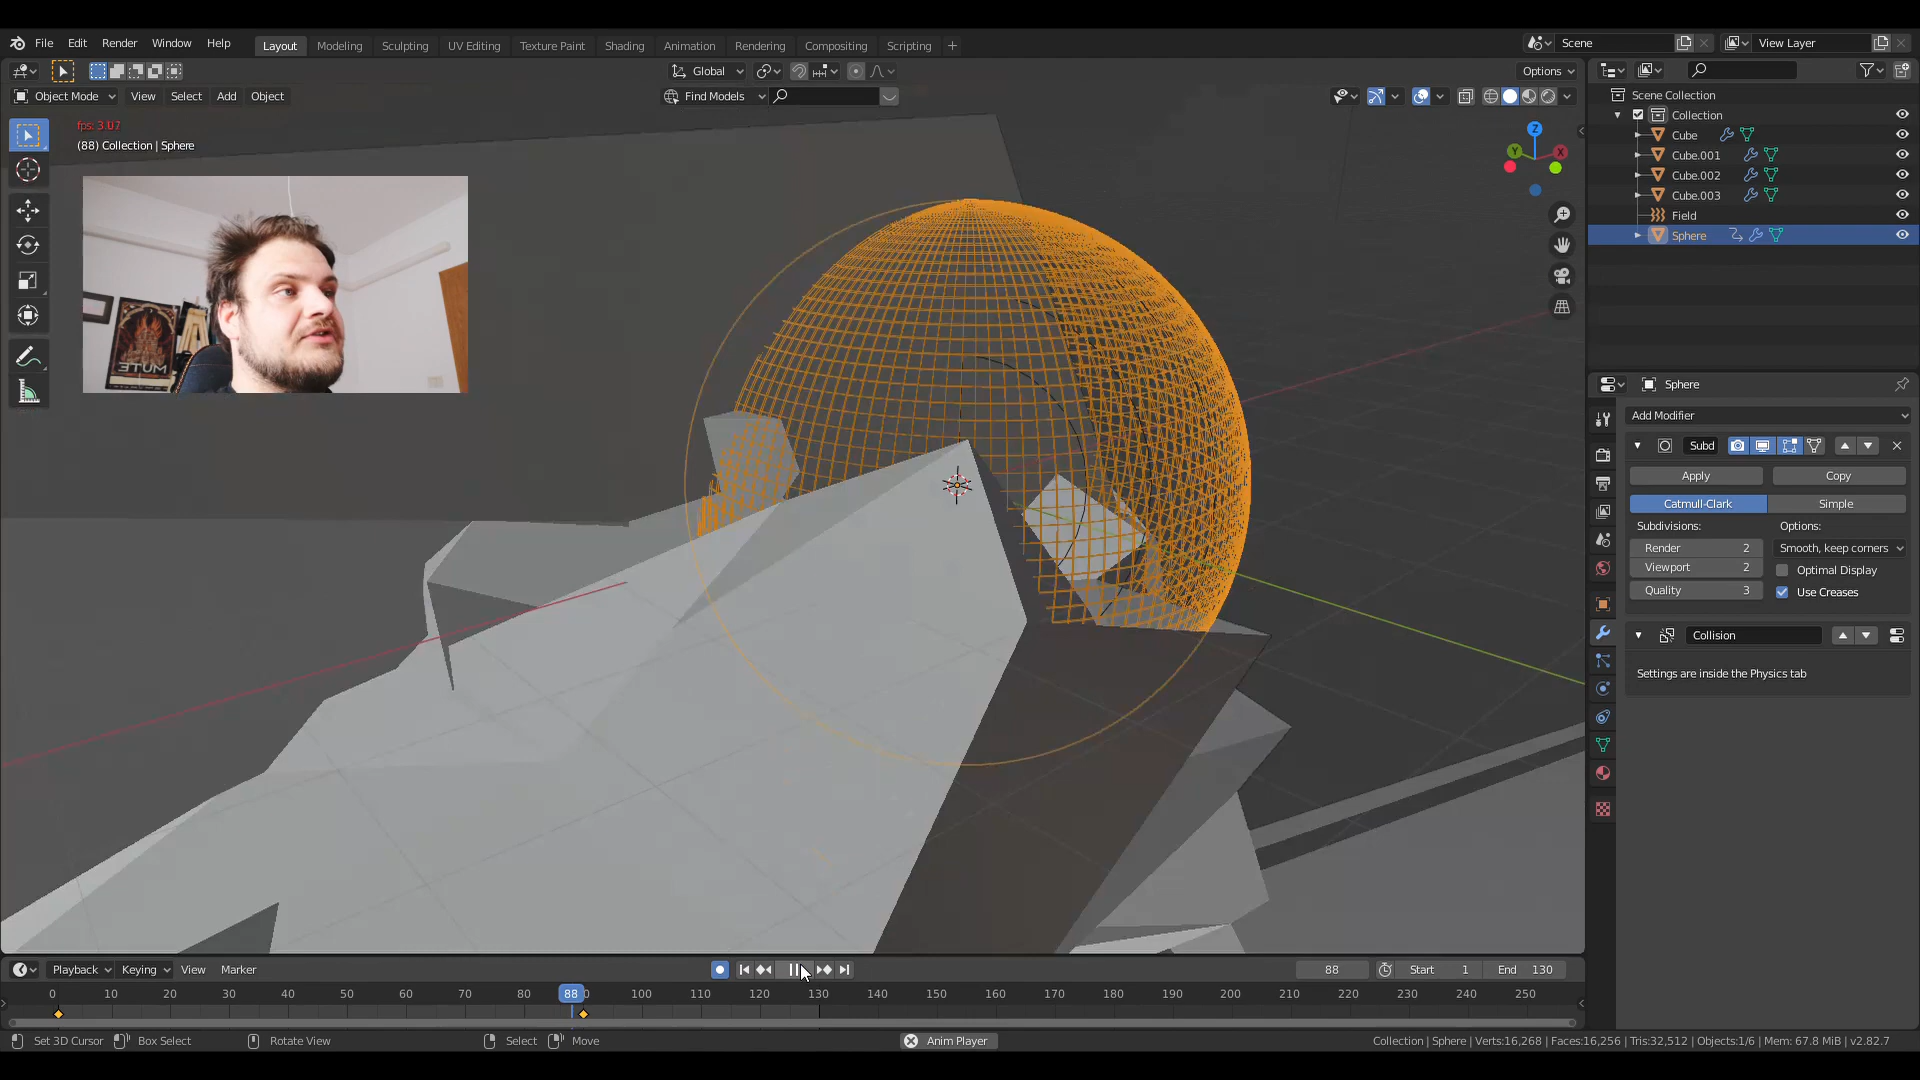 File Edit Render Window Help Layout Modeling Sculpting UV Editing Texture Paint Shading Animation Rendering Compositing Scripting + Scene View Layer
Global Options
Object Mode View Select Add Object Find Models
Scene Collection
Collection
Cube
Cube.001
Cube.002
Cube.003
Field
Sphere
fps: 3.07
(88) Collection | Sphere
Z
Y
X
MUTE
Sphere
Add Modifier
Subd
Apply Copy
Catmull-Clark Simple
Subdivisions: Options:
Render 2 Smooth, keep corners
Viewport 2 Optimal Display
Quality 3 Use Creases
Collision
Settings are inside the Physics tab
Playback Keying View Marker 88 Start 1 End 130
0 10 20 30 40 50 60 70 80 88 0 100 110 120 130 140 150 160 170 180 190 200 210 220 230 240 250
Set 3D Cursor Box Select Rotate View Select Move Anim Player Collection | Sphere | Verts:16,268 | Faces:16,256 | Tris:32,512 | Objects:1/6 | Mem: 67.8 MiB | v2.82.7